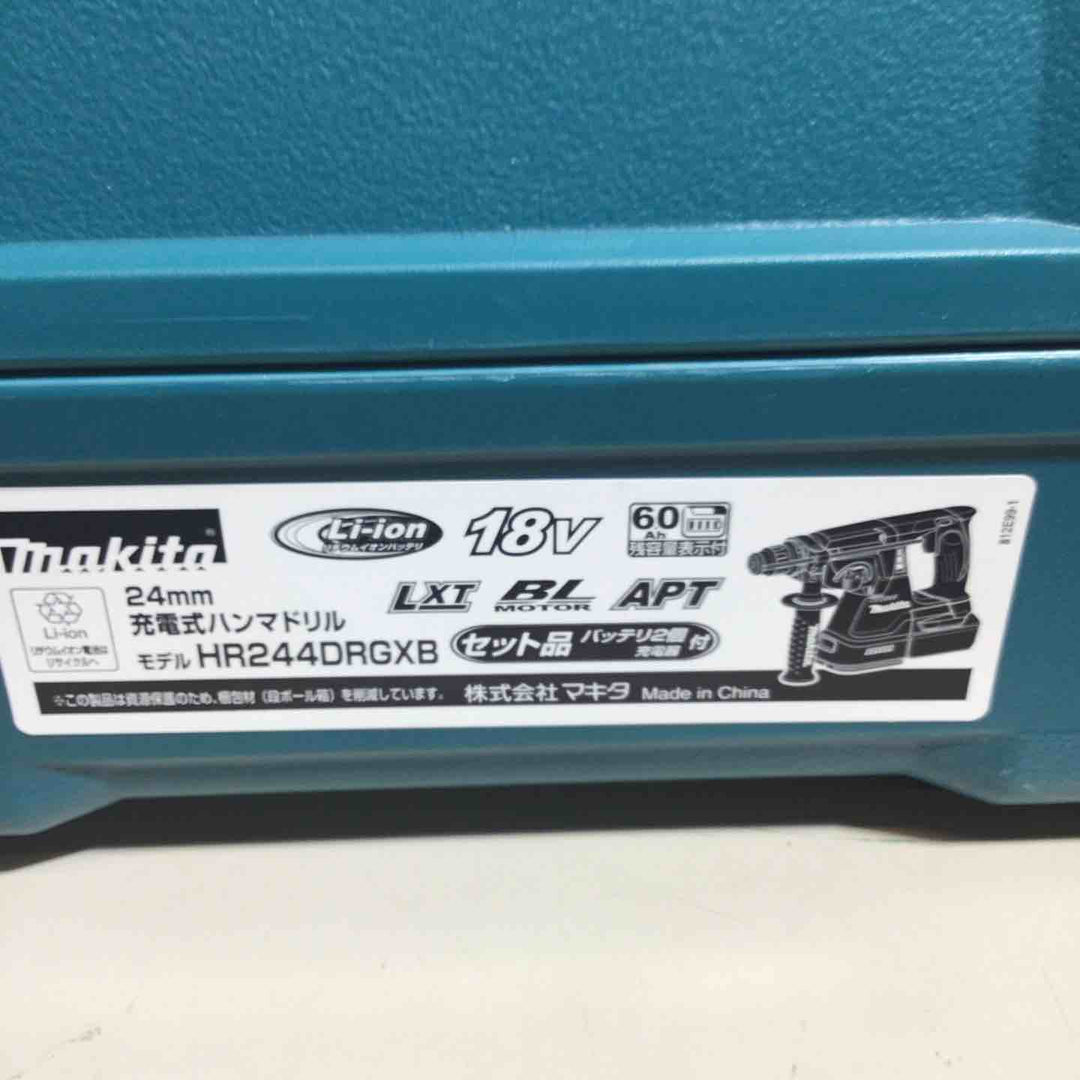 makita®
Li-ion
リチウムイオンバッテリ
18V
6.0
Ah
残容量表示付
24mm
充電式ハンマドリル
モデル HR244DRGXB
LXT
BL
MOTOR
APT
セット品 バッテリ2個
充電器 付
Li-ion
リチウムイオン電池は
リサイクルへ
※この製品は資源保護のため、梱包材（段ボール箱）を削減しています。
株式会社 マキタ Made in China
812E99-1
makita